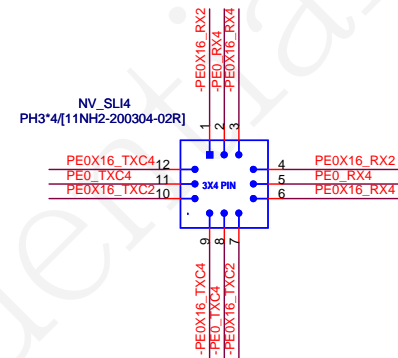 -PE0X16_RX2
-PE0_RX4
-PE0X16_RX4
NV_SLI4
PH3*4/[11NH2-200304-02R]
1
2
3
PE0X16_TXC4 12
PE0_TXC4 11
PE0X16_TXC2 10
3X4 PIN
4 PE0X16_RX2
5 PE0_RX4
6 PE0X16_RX4
9
8
7
-PE0X16_TXC4
-PE0_TXC4
-PE0X16_TXC2